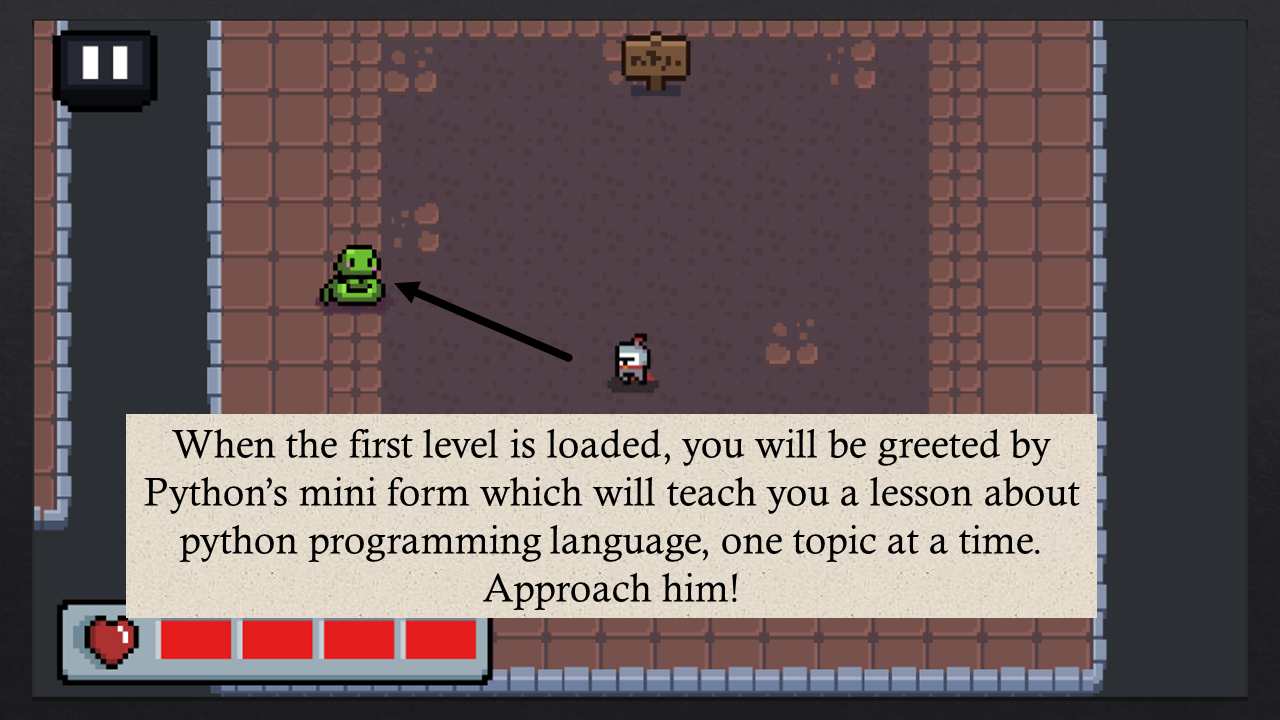 When the first level is loaded, you will be greeted by
Python’s mini form which will teach you a lesson about
python programming language, one topic at a time.
Approach him!